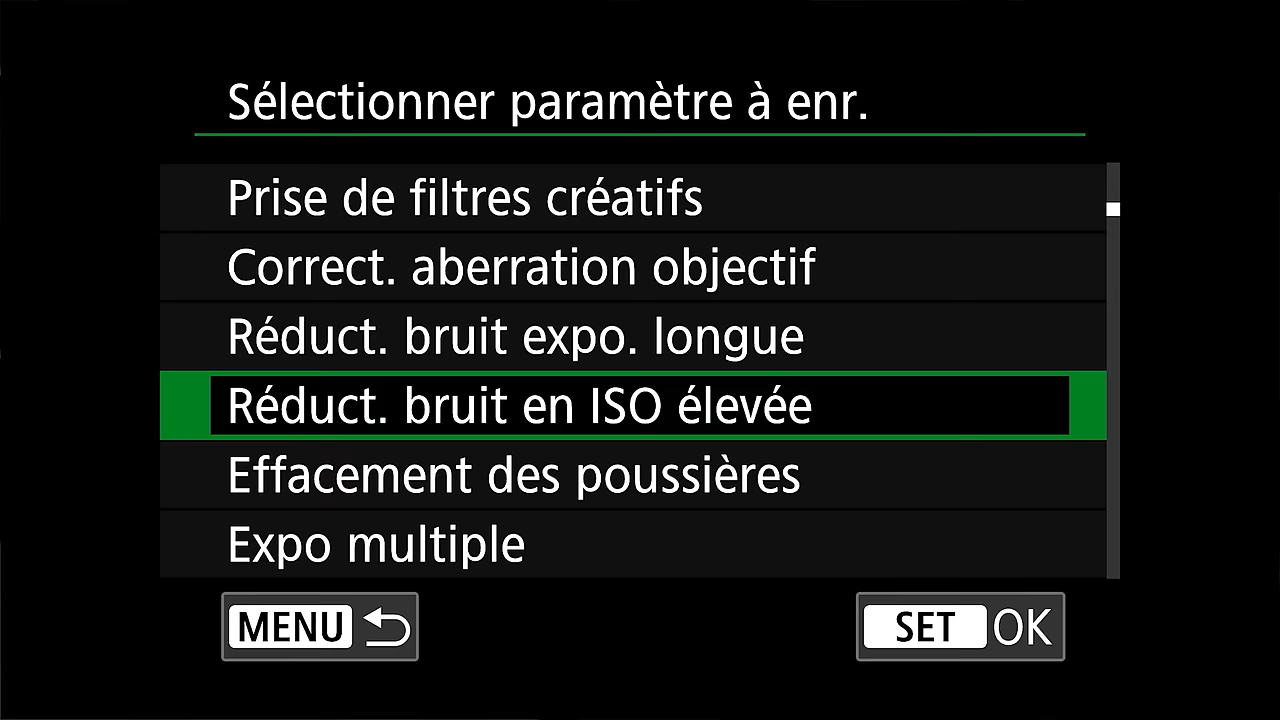 Sélectionner paramètre à enr.
Prise de filtres créatifs
Correct. aberration objectif
Réduct. bruit expo. longue
Réduct. bruit en ISO élevée
Effacement des poussières
Expo multiple
MENU SET OK